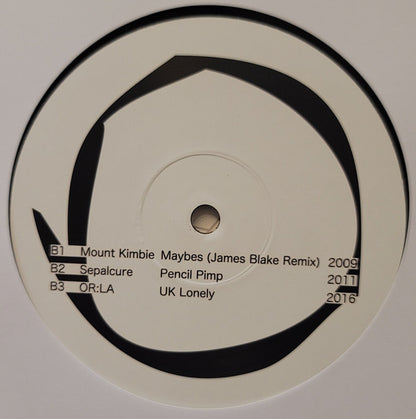 B1 Mount Kimbie Maybes (James Blake Remix) 2009
B2 Sepalcure Pencil Pimp 2011
B3 OR:LA UK Lonely 2016